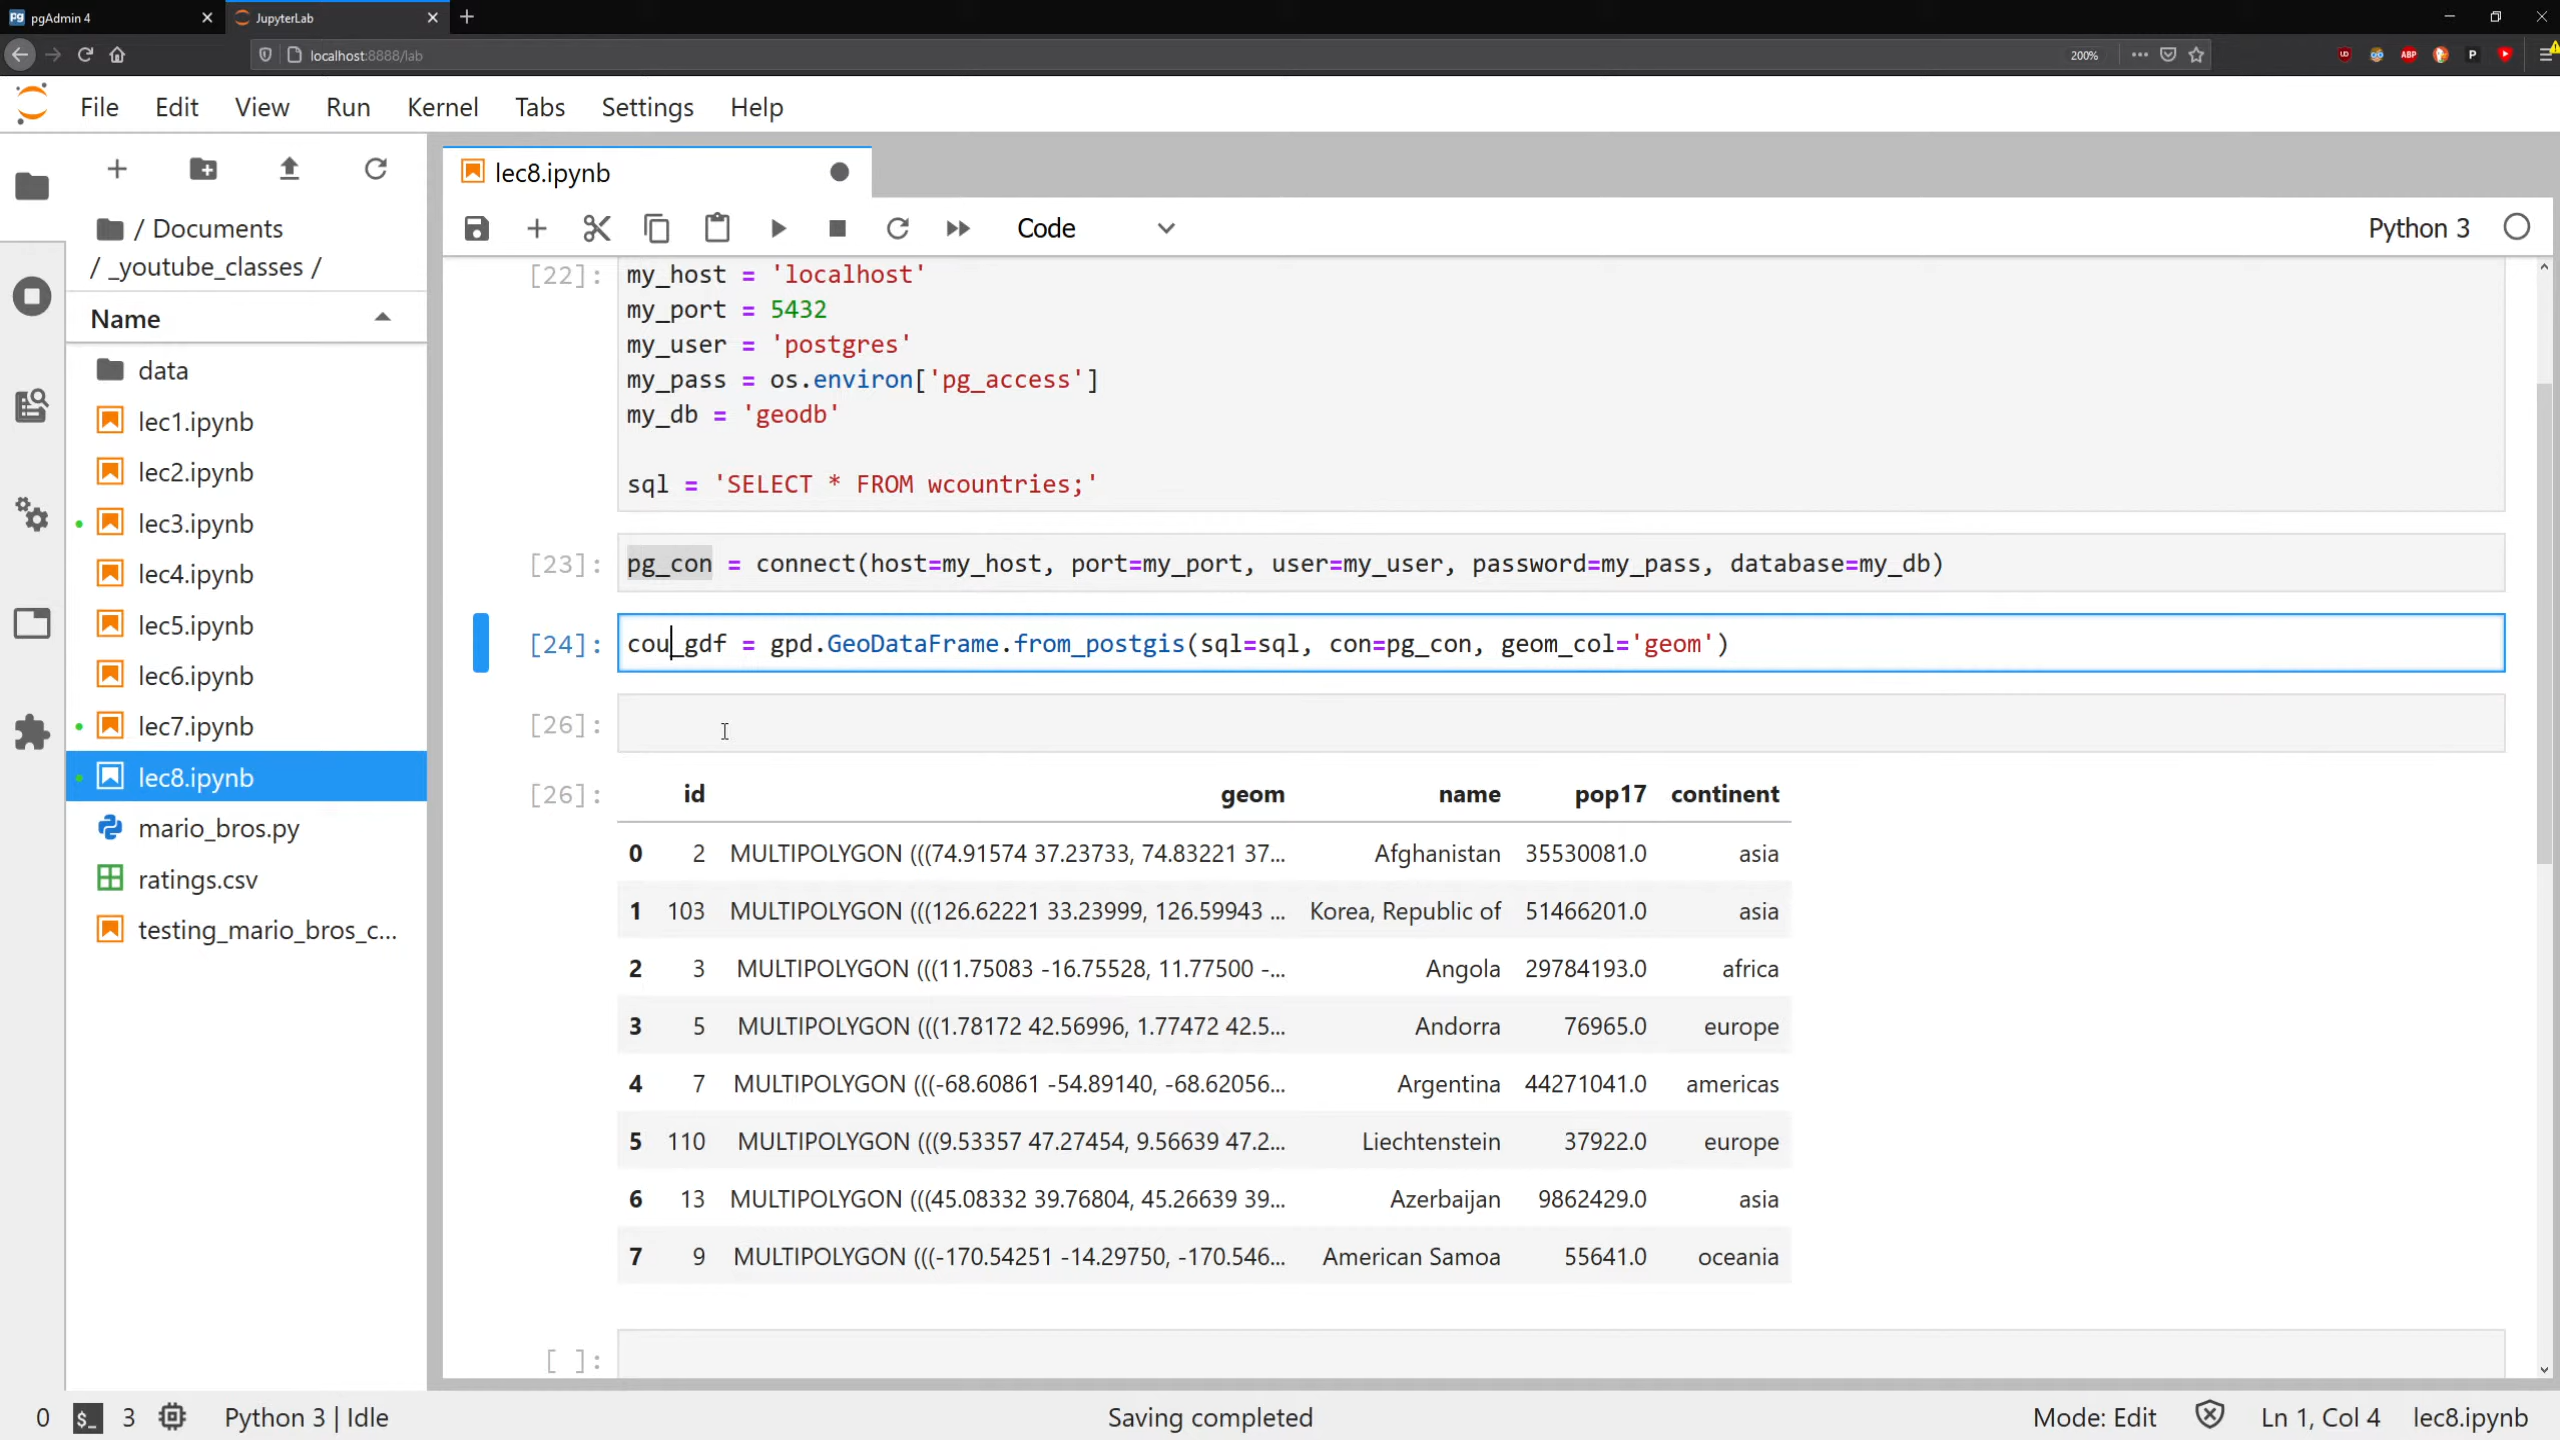 pgAdmin 4
JupyterLab
localhost:8888/lab
200%
File Edit View Run Kernel Tabs Settings Help
/ Documents
/ _youtube_classes /
Name
data
lec1.ipynb
lec2.ipynb
lec3.ipynb
lec4.ipynb
lec5.ipynb
lec6.ipynb
lec7.ipynb
lec8.ipynb
mario_bros.py
ratings.csv
testing_mario_bros_c...
lec8.ipynb
Code
Python 3
[22]: my_host = 'localhost'
my_port = 5432
my_user = 'postgres'
my_pass = os.environ['pg_access']
my_db = 'geodb'
sql = 'SELECT * FROM wcountries;'
[23]: pg_con = connect(host=my_host, port=my_port, user=my_user, password=my_pass, database=my_db)
[24]: cou_gdf = gpd.GeoDataFrame.from_postgis(sql=sql, con=pg_con, geom_col='geom')
[26]:
[26]: id geom name pop17 continent
0 2 MULTIPOLYGON (((74.91574 37.23733, 74.83221 37... Afghanistan 35530081.0 asia
1 103 MULTIPOLYGON (((126.62221 33.23999, 126.59943 ... Korea, Republic of 51466201.0 asia
2 3 MULTIPOLYGON (((11.75083 -16.75528, 11.77500 -... Angola 29784193.0 africa
3 5 MULTIPOLYGON (((1.78172 42.56996, 1.77472 42.5... Andorra 76965.0 europe
4 7 MULTIPOLYGON (((-68.60861 -54.89140, -68.62056... Argentina 44271041.0 americas
5 110 MULTIPOLYGON (((9.53357 47.27454, 9.56639 47.2... Liechtenstein 37922.0 europe
6 13 MULTIPOLYGON (((45.08332 39.76804, 45.26639 39... Azerbaijan 9862429.0 asia
7 9 MULTIPOLYGON (((-170.54251 -14.29750, -170.546... American Samoa 55641.0 oceania
[ ]:
0 $_ 3 Python 3 | Idle Saving completed Mode: Edit Ln 1, Col 4 lec8.ipynb